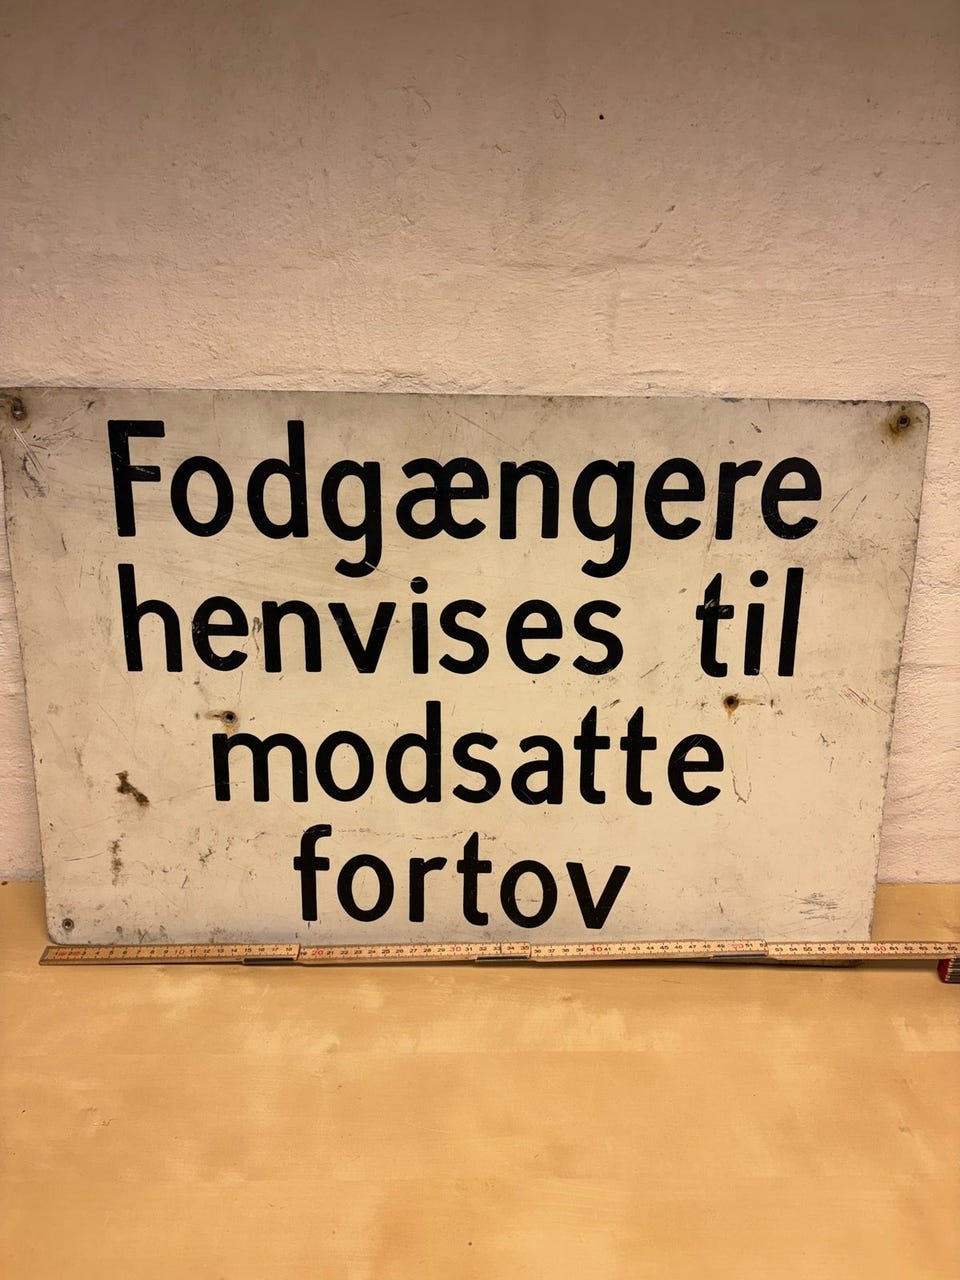 Fodgængere
henvises til
modsatte
fortov